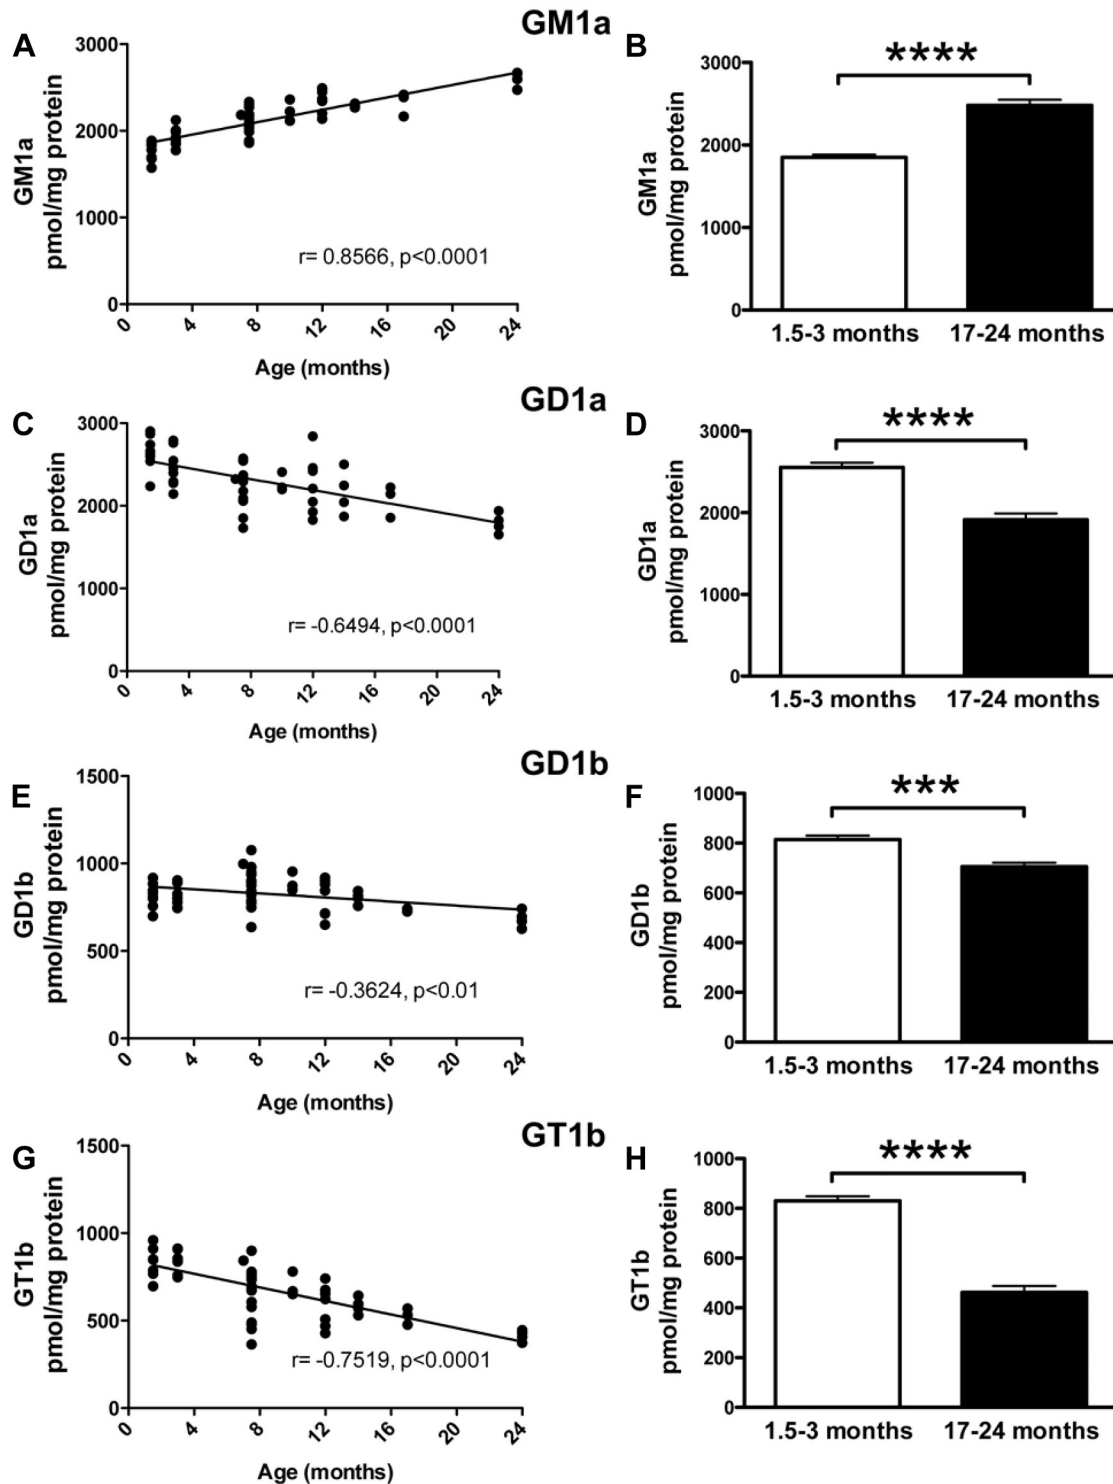 GM1a
A
3000
2000
1000
0
GM1a
pmol/mg protein
r= 0.8566, p<0.0001
0 4 8 12 16 20 24
Age (months)
B
****
3000
2000
1000
0
GM1a
pmol/mg protein
1.5-3 months 17-24 months
GD1a
C
3000
2000
1000
0
GD1a
pmol/mg protein
r= -0.6494, p<0.0001
0 4 8 12 16 20 24
Age (months)
D
****
3000
2000
1000
0
GD1a
pmol/mg protein
1.5-3 months 17-24 months
GD1b
E
1500
1000
500
0
GD1b
pmol/mg protein
r= -0.3624, p<0.01
0 4 8 12 16 20 24
Age (months)
F
***
1000
800
600
400
200
0
GD1b
pmol/mg protein
1.5-3 months 17-24 months
GT1b
G
1500
1000
500
0
GT1b
pmol/mg protein
r= -0.7519, p<0.0001
0 4 8 12 16 20 24
Age (months)
H
****
1000
800
600
400
200
0
GT1b
pmol/mg protein
1.5-3 months 17-24 months